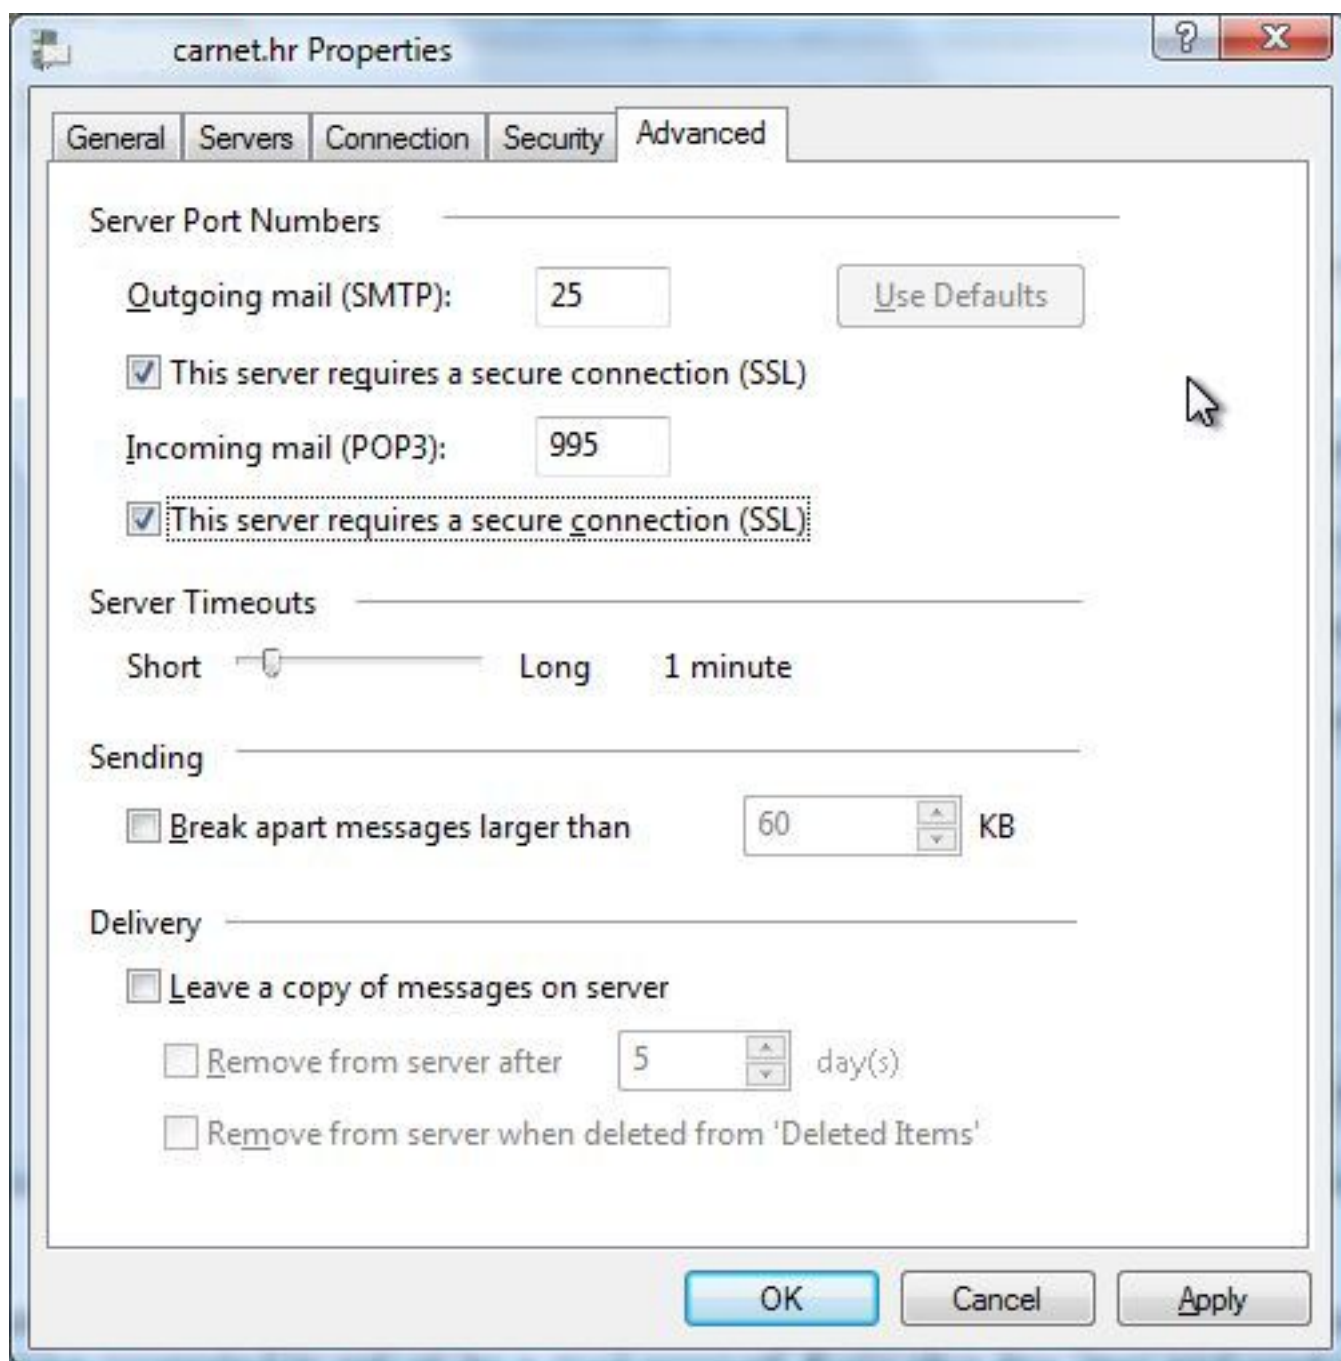 carnet.hr Properties
?
General Servers Connection Security Advanced
Server Port Numbers
Outgoing mail (SMTP): 25 Use Defaults
This server requires a secure connection (SSL)
Incoming mail (POP3): 995
This server requires a secure connection (SSL)
Server Timeouts
Short Long 1 minute
Sending
Break apart messages larger than 60 KB
Delivery
Leave a copy of messages on server
Remove from server after 5 day(s)
Remove from server when deleted from 'Deleted Items'
OK Cancel Apply